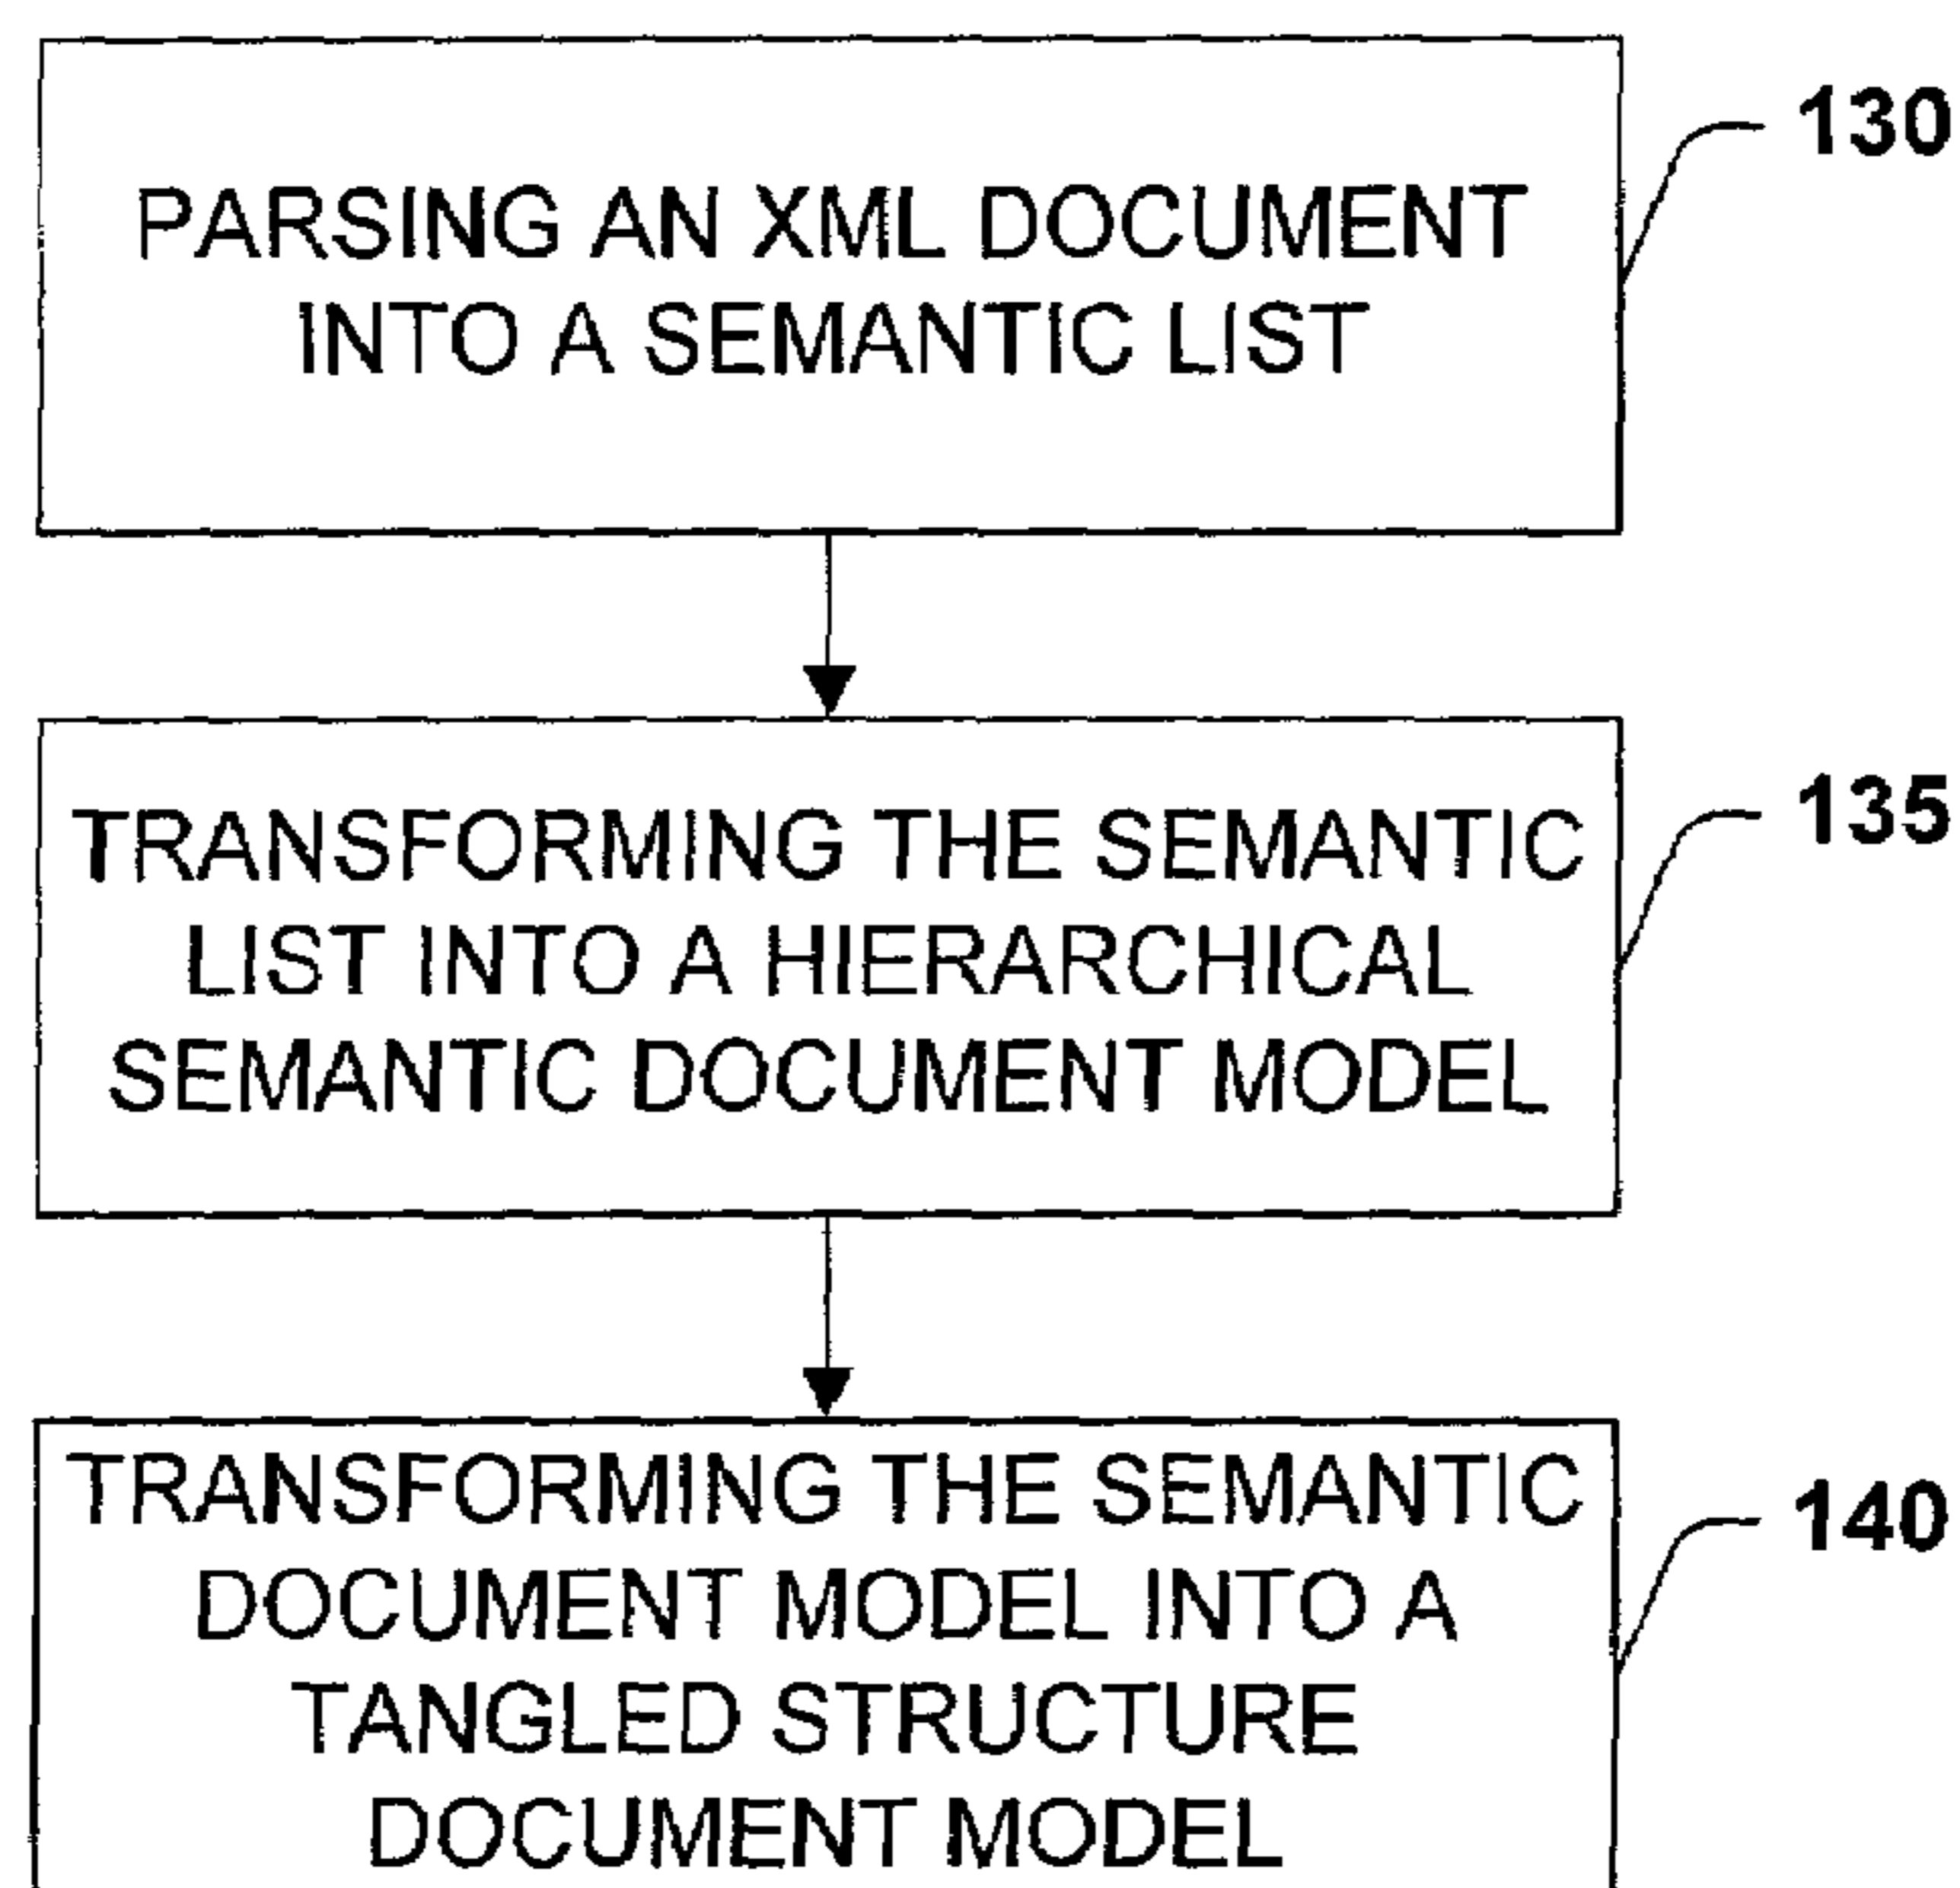 130
PARSING AN XML DOCUMENT
INTO A SEMANTIC LIST
135
TRANSFORMING THE SEMANTIC
LIST INTO A HIERARCHICAL
SEMANTIC DOCUMENT MODEL
140
TRANSFORMING THE SEMANTIC
DOCUMENT MODEL INTO A
TANGLED STRUCTURE
DOCUMENT MODEL